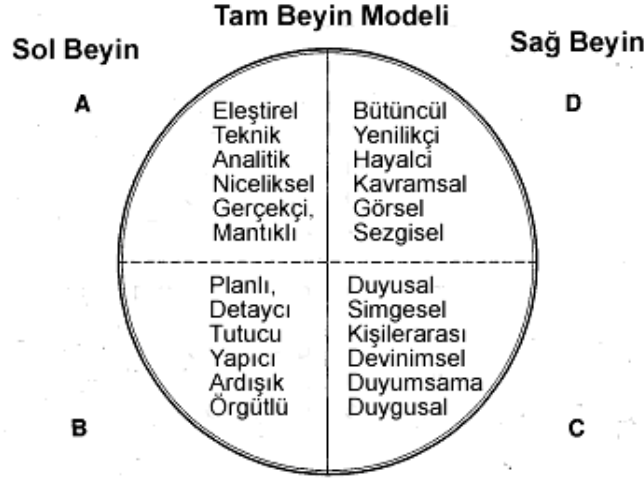 Tam Beyin Modeli
Sol Beyin
Sağ Beyin
A
D
Eleştirel
Teknik
Analitik
Niceliksel
Gerçekçi,
Mantıklı
Bütüncül
Yenilikçi
Hayalci
Kavramsal
Görsel
Sezgisel
Planlı,
Detaycı
Tutucu
Yapıcı
Ardışık
Örgütlü
Duyusal
Simgesel
Kişilerarası
Devinimsel
Duyumsama
Duygusal
B
C